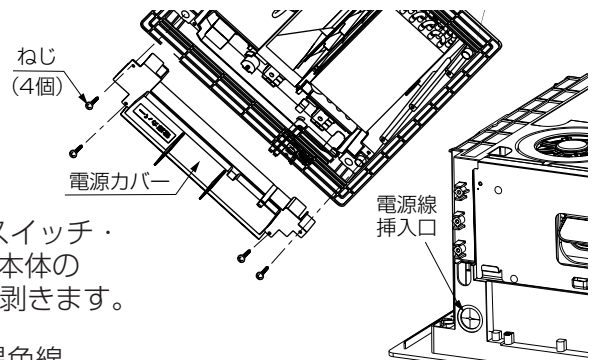 ねじ
(4個)
電源カバー
電源線
挿入口
スイッチ・
本体の
剥きます。